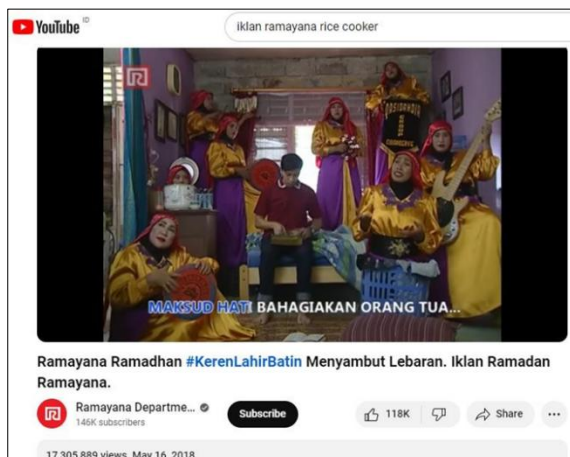 YouTube ID
iklan ramayana rice cooker
R
MAKSUD HATI BAHAGIAKAN ORANG TUA...
Ramayana Ramadhan #KerenLahirBatin Menyambut Lebaran. Iklan Ramadan
Ramayana.
Ramayana Departme...
146K subscribers
Subscribe
118K
Share
...
17,305,889 views May 16, 2018